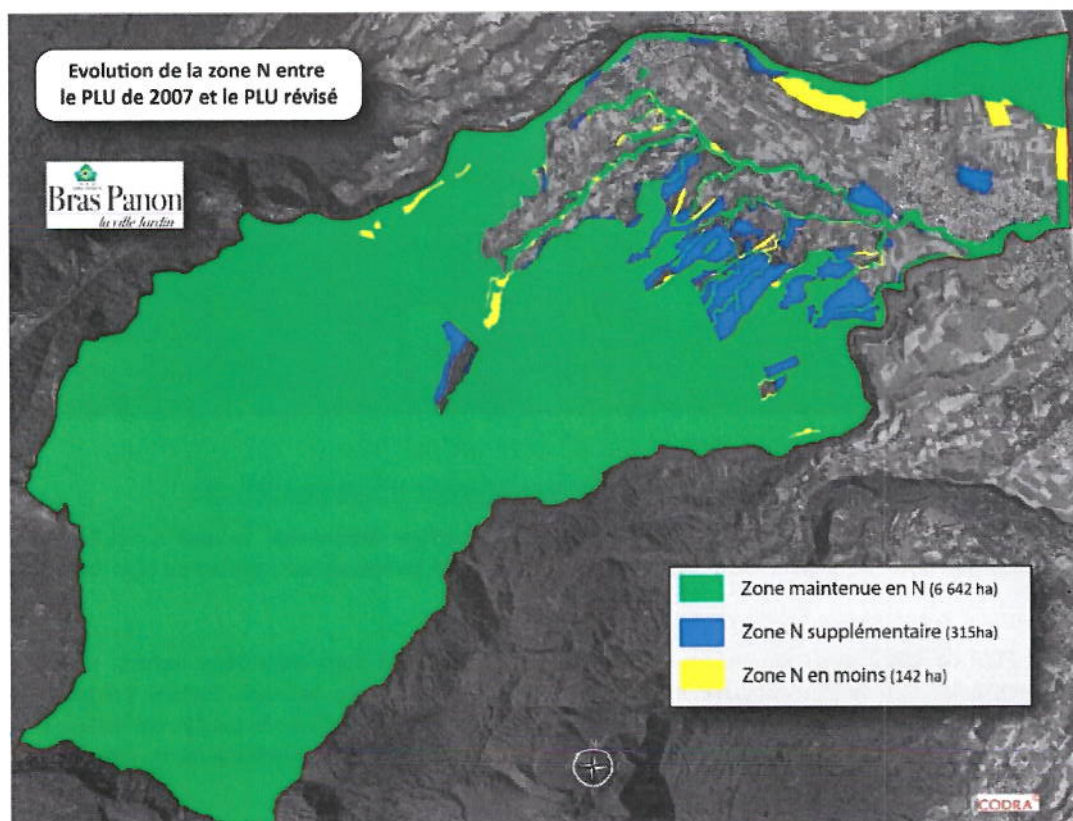 Evolution de la zone N entre
le PLU de 2007 et le PLU révisé
Bras Panon
la ville Jardin
Zone maintenue en N (6 642 ha)
Zone N supplémentaire (315ha)
Zone N en moins (142 ha)
CODRA